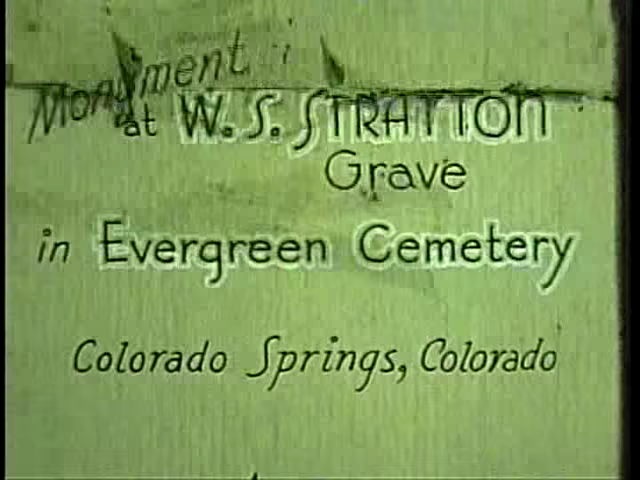 Monument
at W. S. STRATTON
Grave
in Evergreen Cemetery
Colorado Springs, Colorado